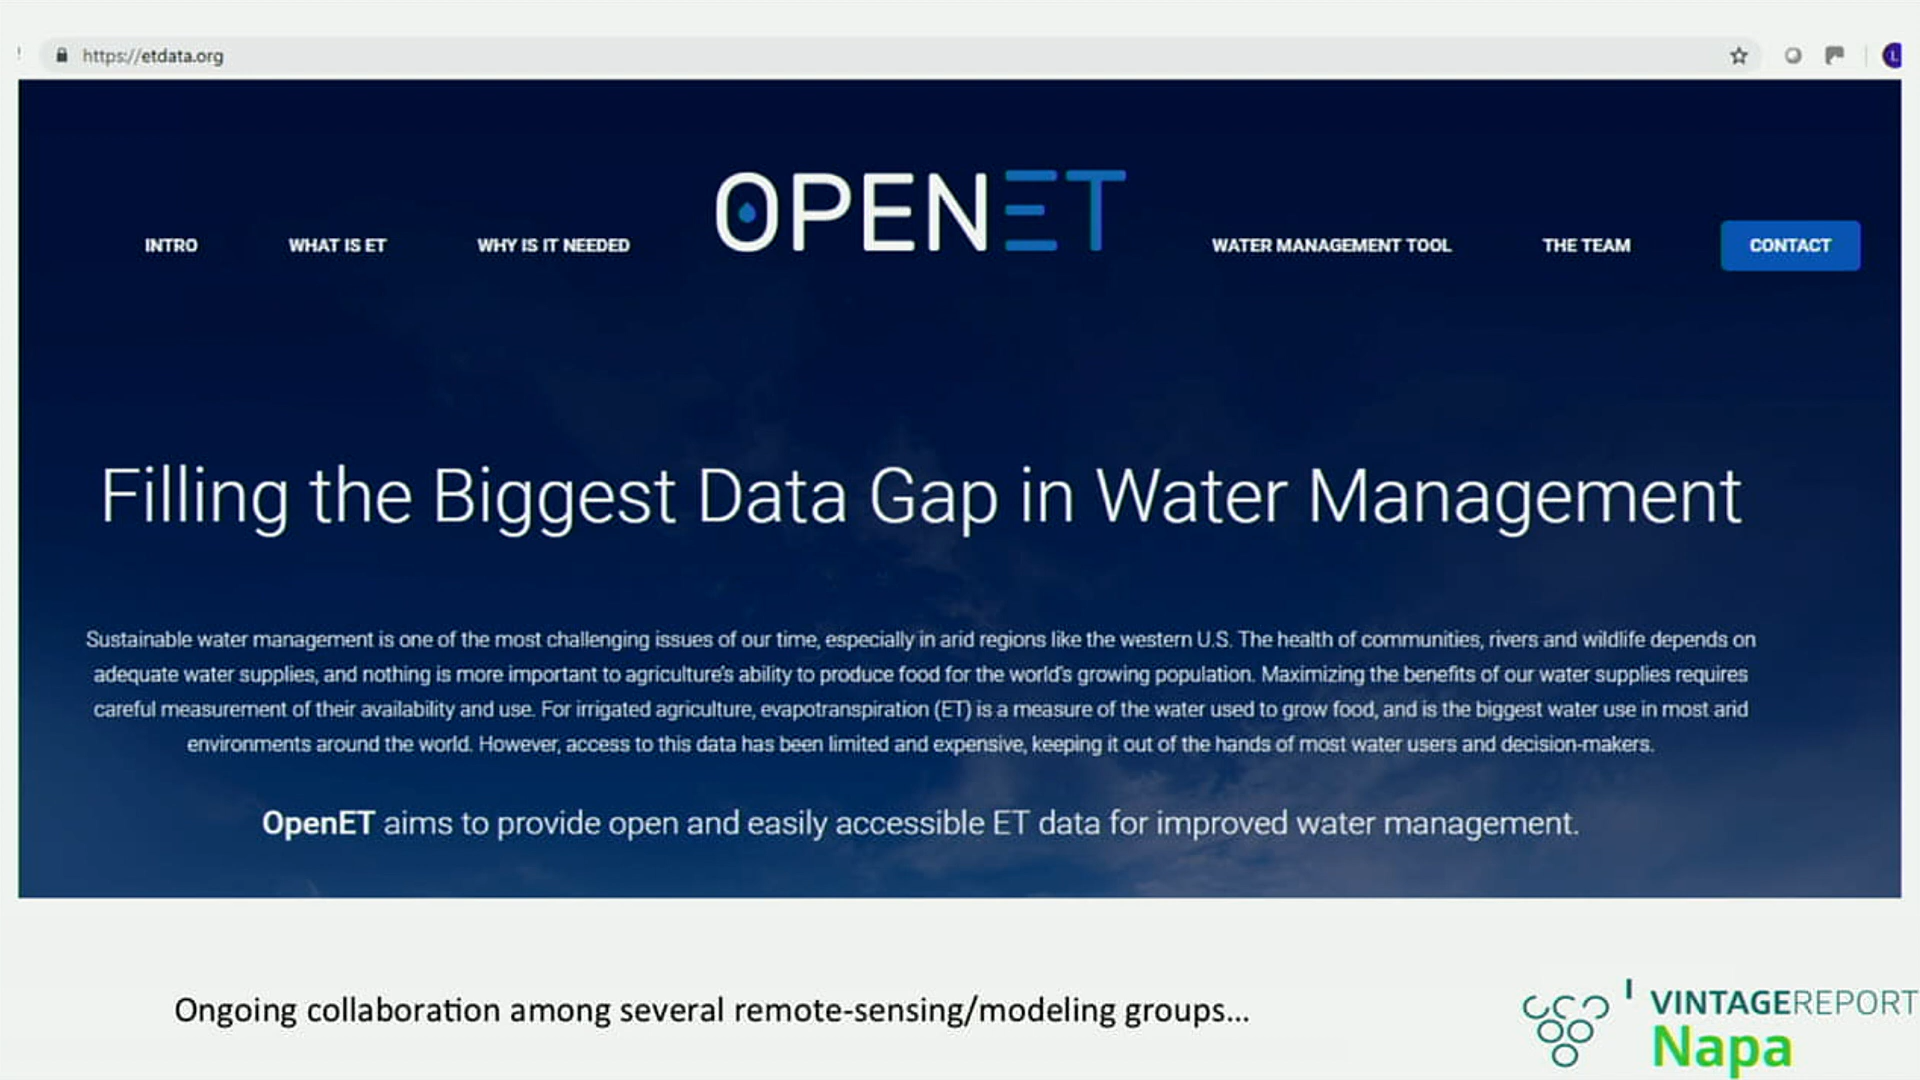 https://etdata.org
L
OPENET
INTRO
WHAT IS ET
WHY IS IT NEEDED
WATER MANAGEMENT TOOL
THE TEAM
CONTACT
Filling the Biggest Data Gap in Water Management
Sustainable water management is one of the most challenging issues of our time, especially in arid regions like the western U.S. The health of communities, rivers and wildlife depends on
adequate water supplies, and nothing is more important to agriculture's ability to produce food for the world's growing population. Maximizing the benefits of our water supplies requires
careful measurement of their availability and use. For irrigated agriculture, evapotranspiration (ET) is a measure of the water used to grow food, and is the biggest water use in most arid
environments around the world. However, access to this data has been limited and expensive, keeping it out of the hands of most water users and decision-makers.
OpenET aims to provide open and easily accessible ET data for improved water management.
Ongoing collaboration among several remote-sensing/modeling groups...
VINTAGEREPORT
Napa